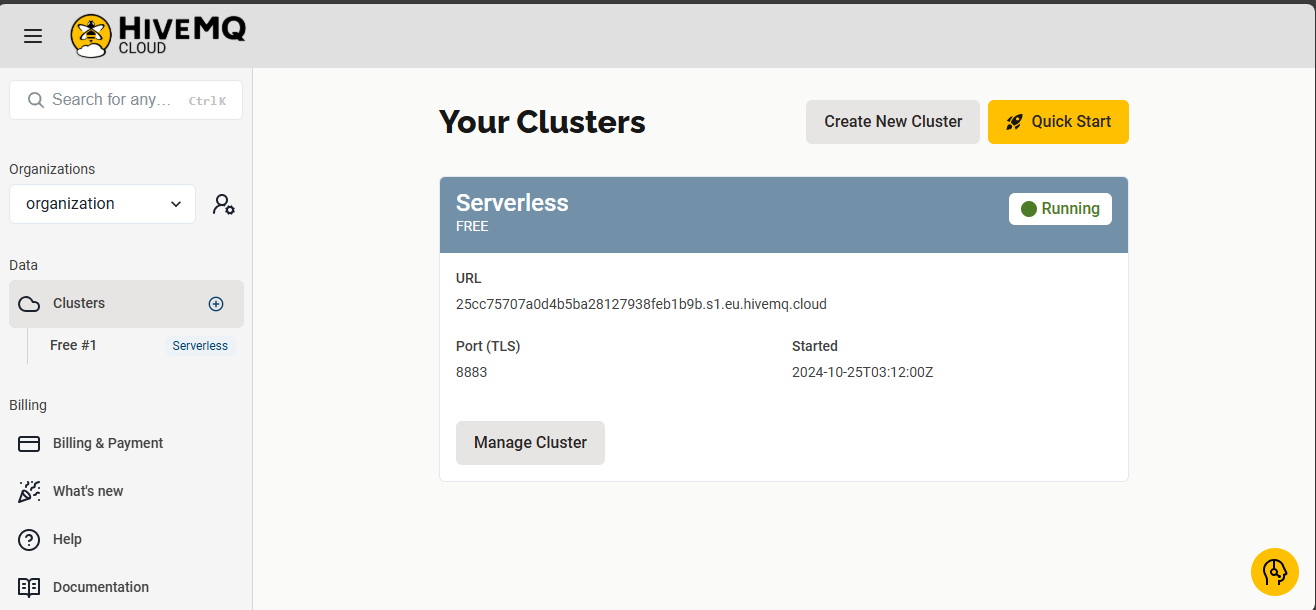 HIVEMQ
CLOUD
Search for any... Ctrl K
Organizations
organization
Data
Clusters
Free #1 Serverless
Billing
Billing & Payment
What's new
Help
Documentation
Your Clusters
Create New Cluster
Quick Start
Serverless
FREE
Running
URL
25cc75707a0d4b5ba28127938feb1b9b.s1.eu.hivemq.cloud
Port (TLS) Started
8883 2024-10-25T03:12:00Z
Manage Cluster